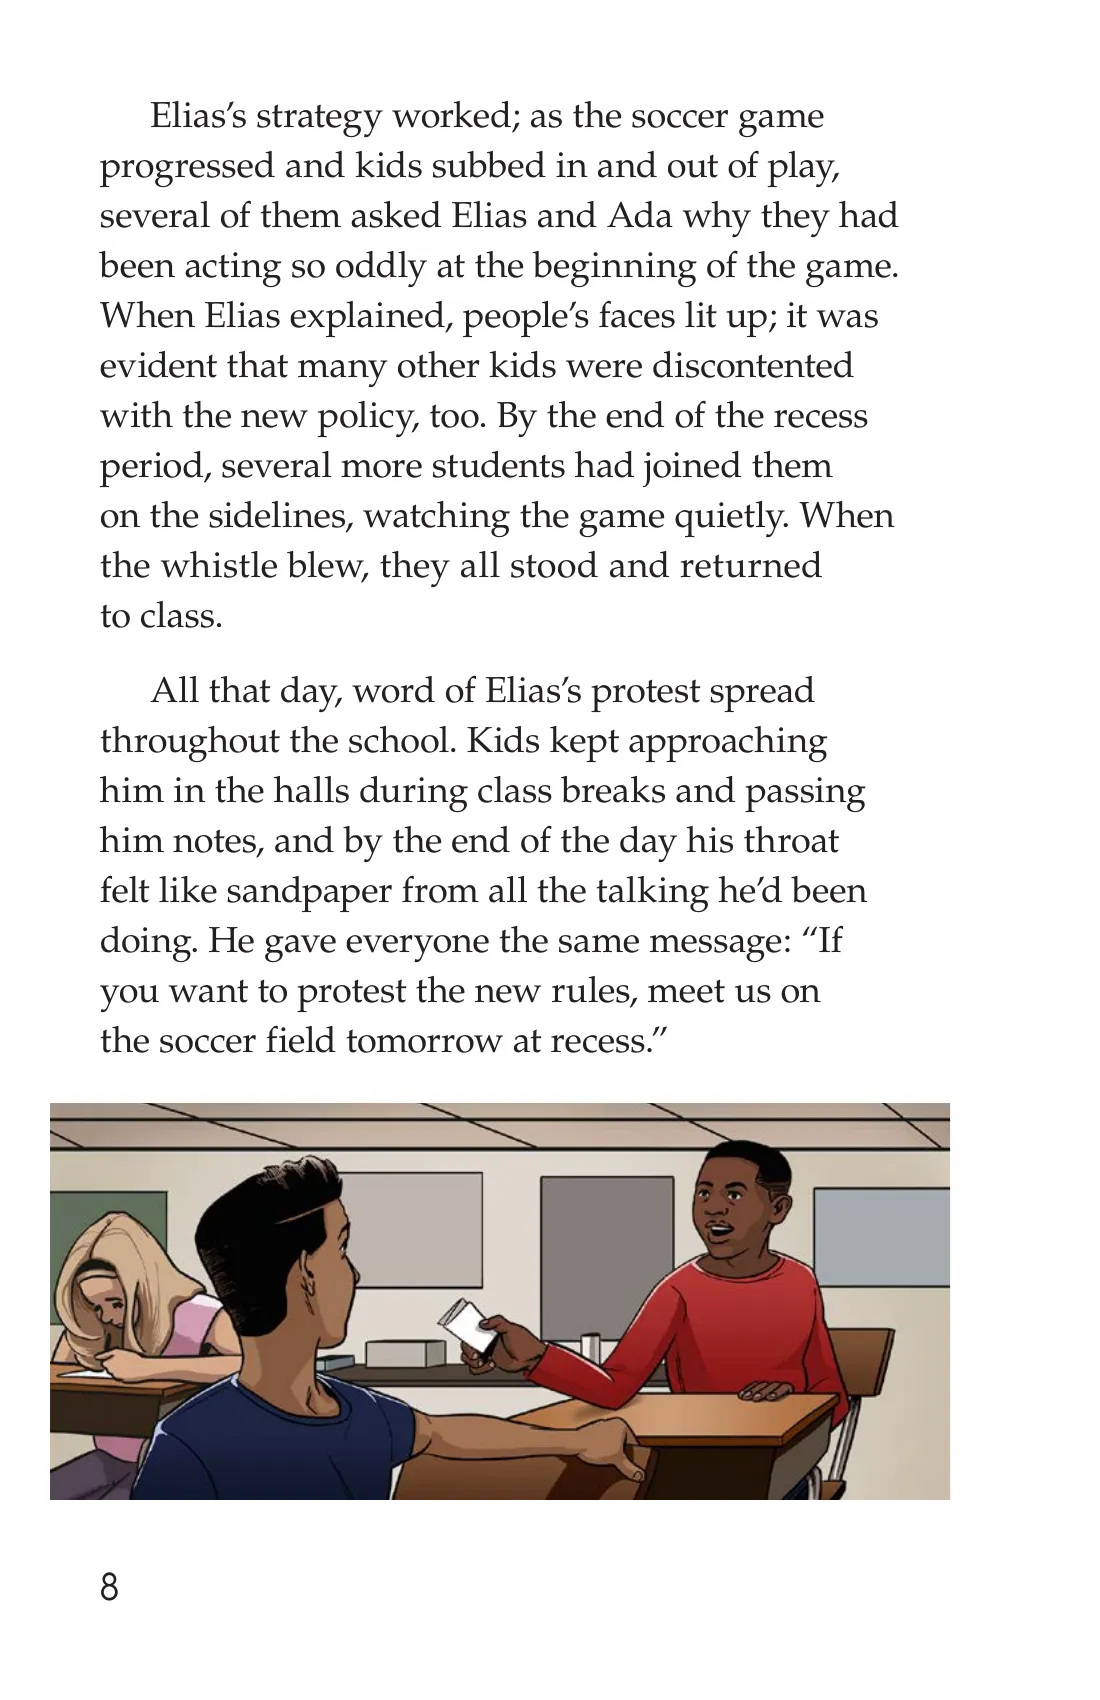 Elias’s strategy worked; as the soccer game
progressed and kids subbed in and out of play,
several of them asked Elias and Ada why they had
been acting so oddly at the beginning of the game.
When Elias explained, people’s faces lit up; it was
evident that many other kids were discontented
with the new policy, too. By the end of the recess
period, several more students had joined them
on the sidelines, watching the game quietly. When
the whistle blew, they all stood and returned
to class.
All that day, word of Elias’s protest spread
throughout the school. Kids kept approaching
him in the halls during class breaks and passing
him notes, and by the end of the day his throat
felt like sandpaper from all the talking he’d been
doing. He gave everyone the same message: “If
you want to protest the new rules, meet us on
the soccer field tomorrow at recess.”
8